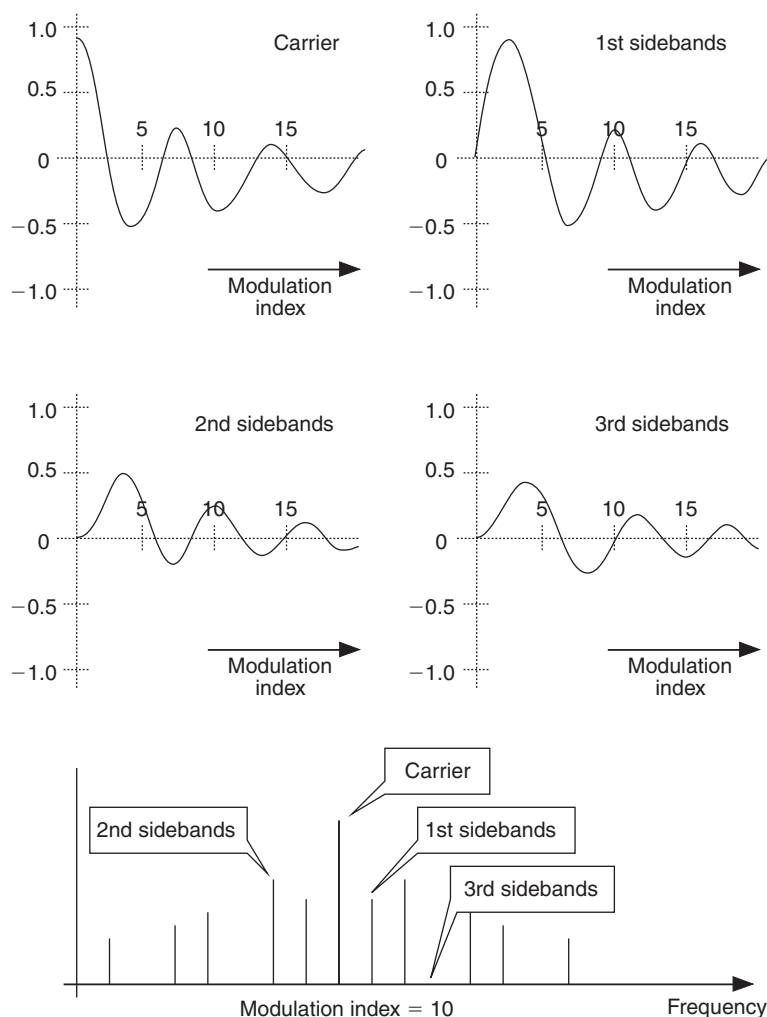 Carrier
1.0
0.5
0
−0.5
−1.0
5 10 15
Modulation
index
1st sidebands
1.0
0.5
0
−0.5
−1.0
5 10 15
Modulation
index
2nd sidebands
1.0
0.5
0
−0.5
−1.0
5 10 15
Modulation
index
3rd sidebands
1.0
0.5
0
−0.5
−1.0
5 10 15
Modulation
index
Carrier
2nd sidebands
1st sidebands
3rd sidebands
Modulation index = 10
Frequency